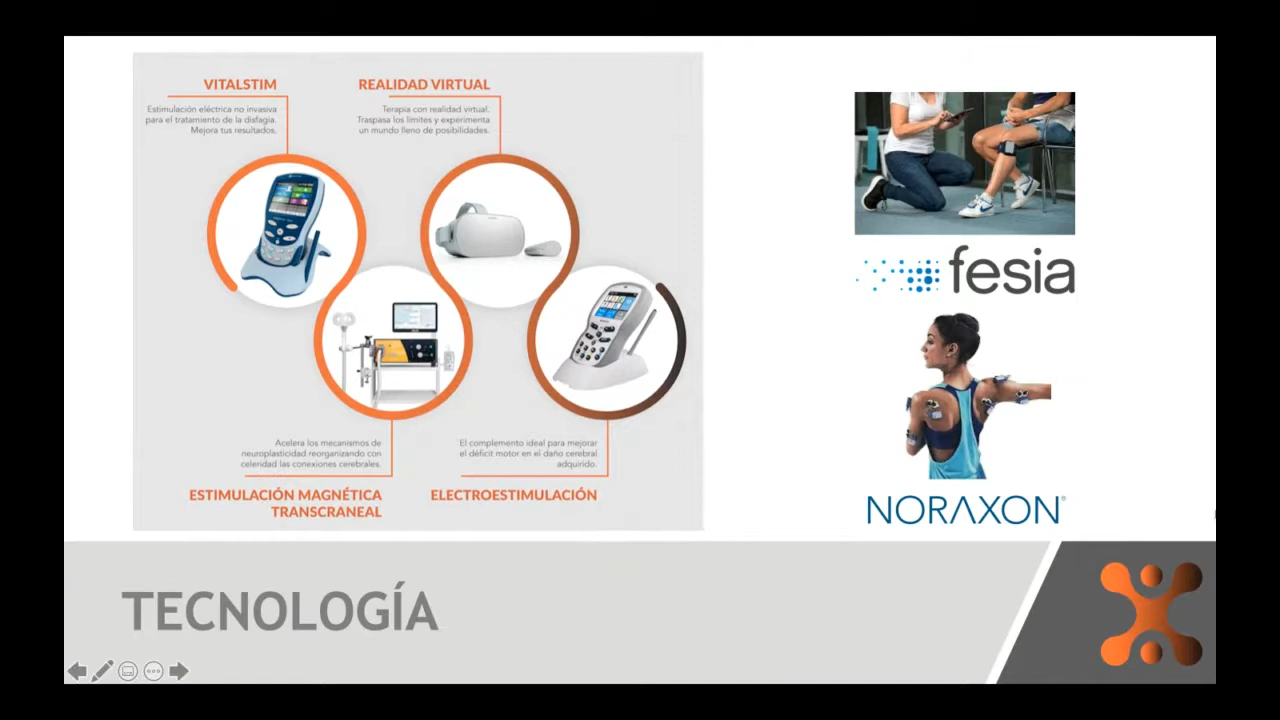 VITALSTIM
Estimulación eléctrica no invasiva
para el tratamiento de la disfagia.
Mejora tus resultados.
REALIDAD VIRTUAL
Terapia con realidad virtual.
Traspasa los límites y experimenta
un mundo lleno de posibilidades.
Acelera los mecanismos de
neuroplasticidad reorganizando con
celeridad las conexiones cerebrales.
ESTIMULACIÓN MAGNÉTICA
TRANSCRANEAL
El complemento ideal para mejorar
el déficit motor en el daño cerebral
adquirido.
ELECTROESTIMULACIÓN
fesia
NORAXON®
TECNOLOGÍA